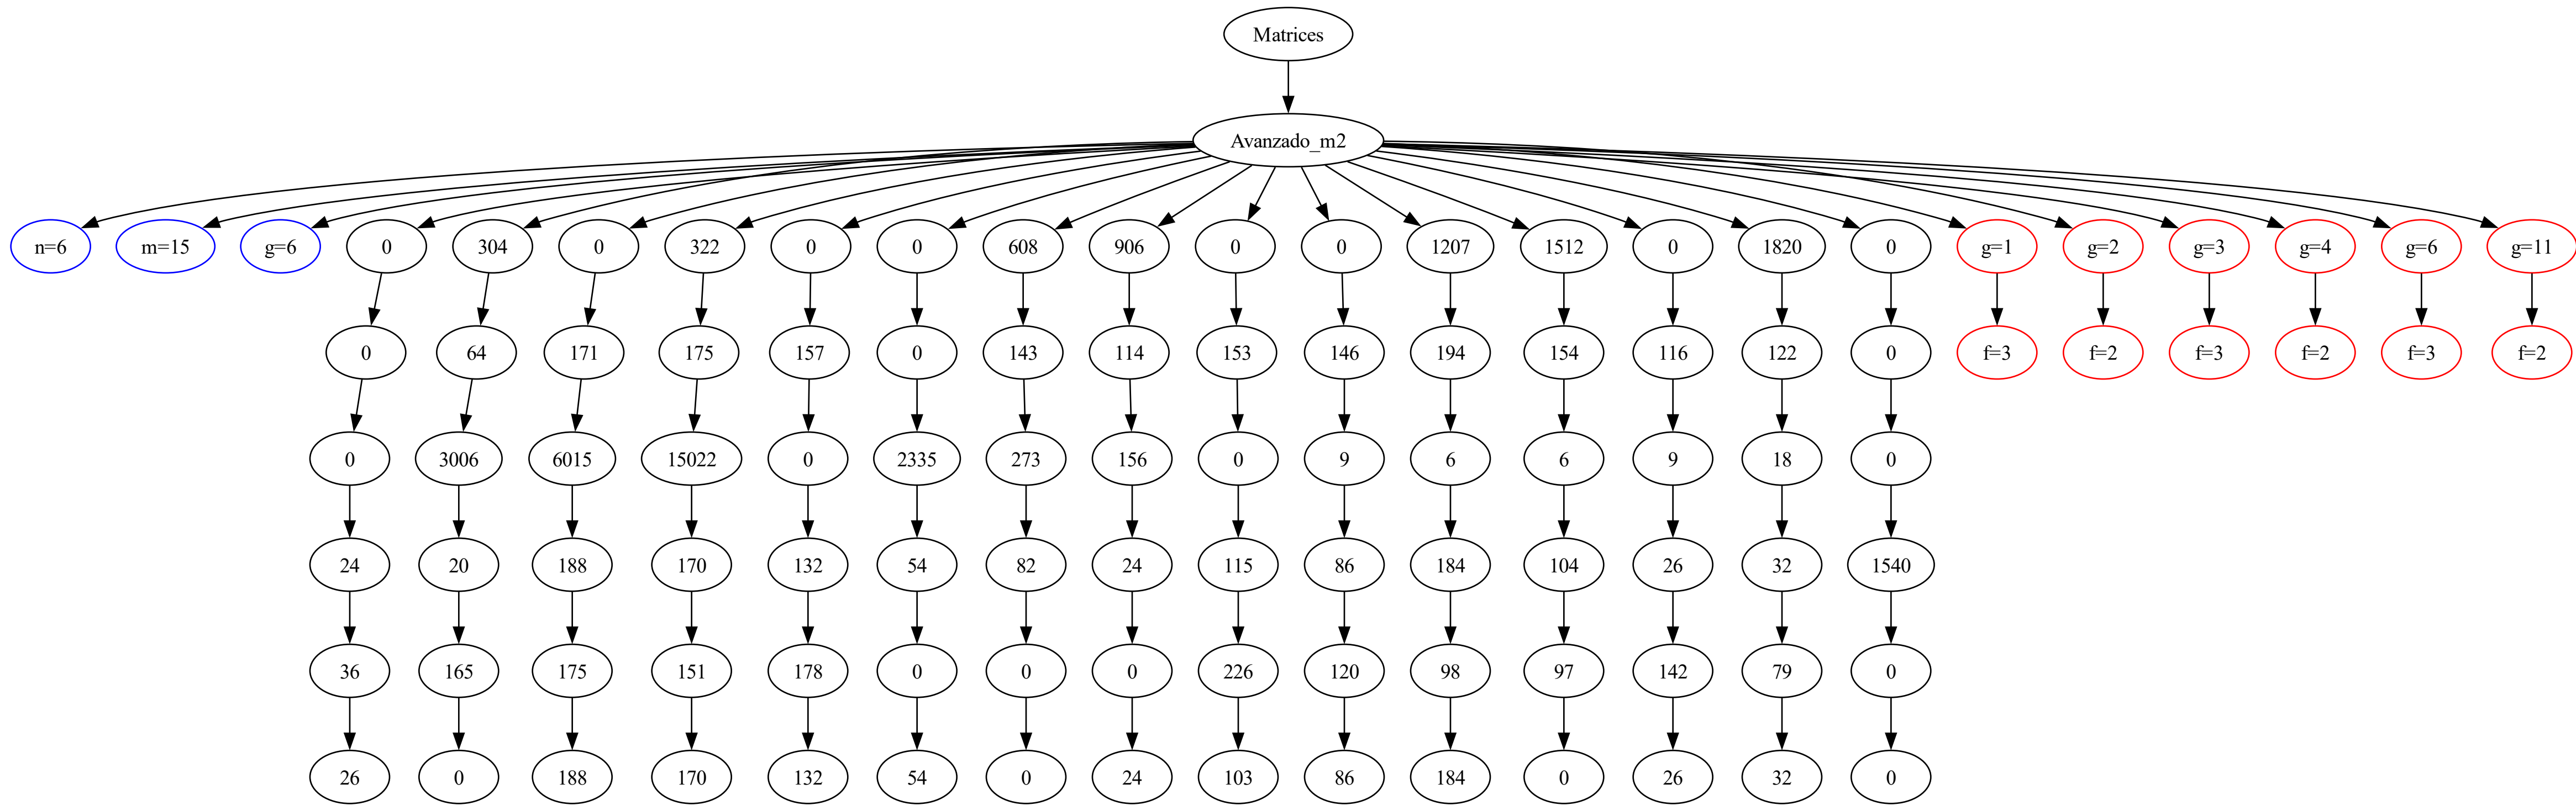 Matrices
Avanzado_m2
n=6 m=15 g=6 0 304 0 322 0 0 608 906 0 0 1207 1512 0 1820 0 g=1 g=2 g=3 g=4 g=6 g=11
0 64 171 175 157 0 143 114 153 146 194 154 116 122 0 f=3 f=2 f=3 f=2 f=3 f=2
0 3006 6015 15022 0 2335 273 156 0 9 6 6 9 18 0
24 20 188 170 132 54 82 24 115 86 184 104 26 32 1540
36 165 175 151 178 0 0 0 226 120 98 97 142 79 0
26 0 188 170 132 54 0 24 103 86 184 0 26 32 0